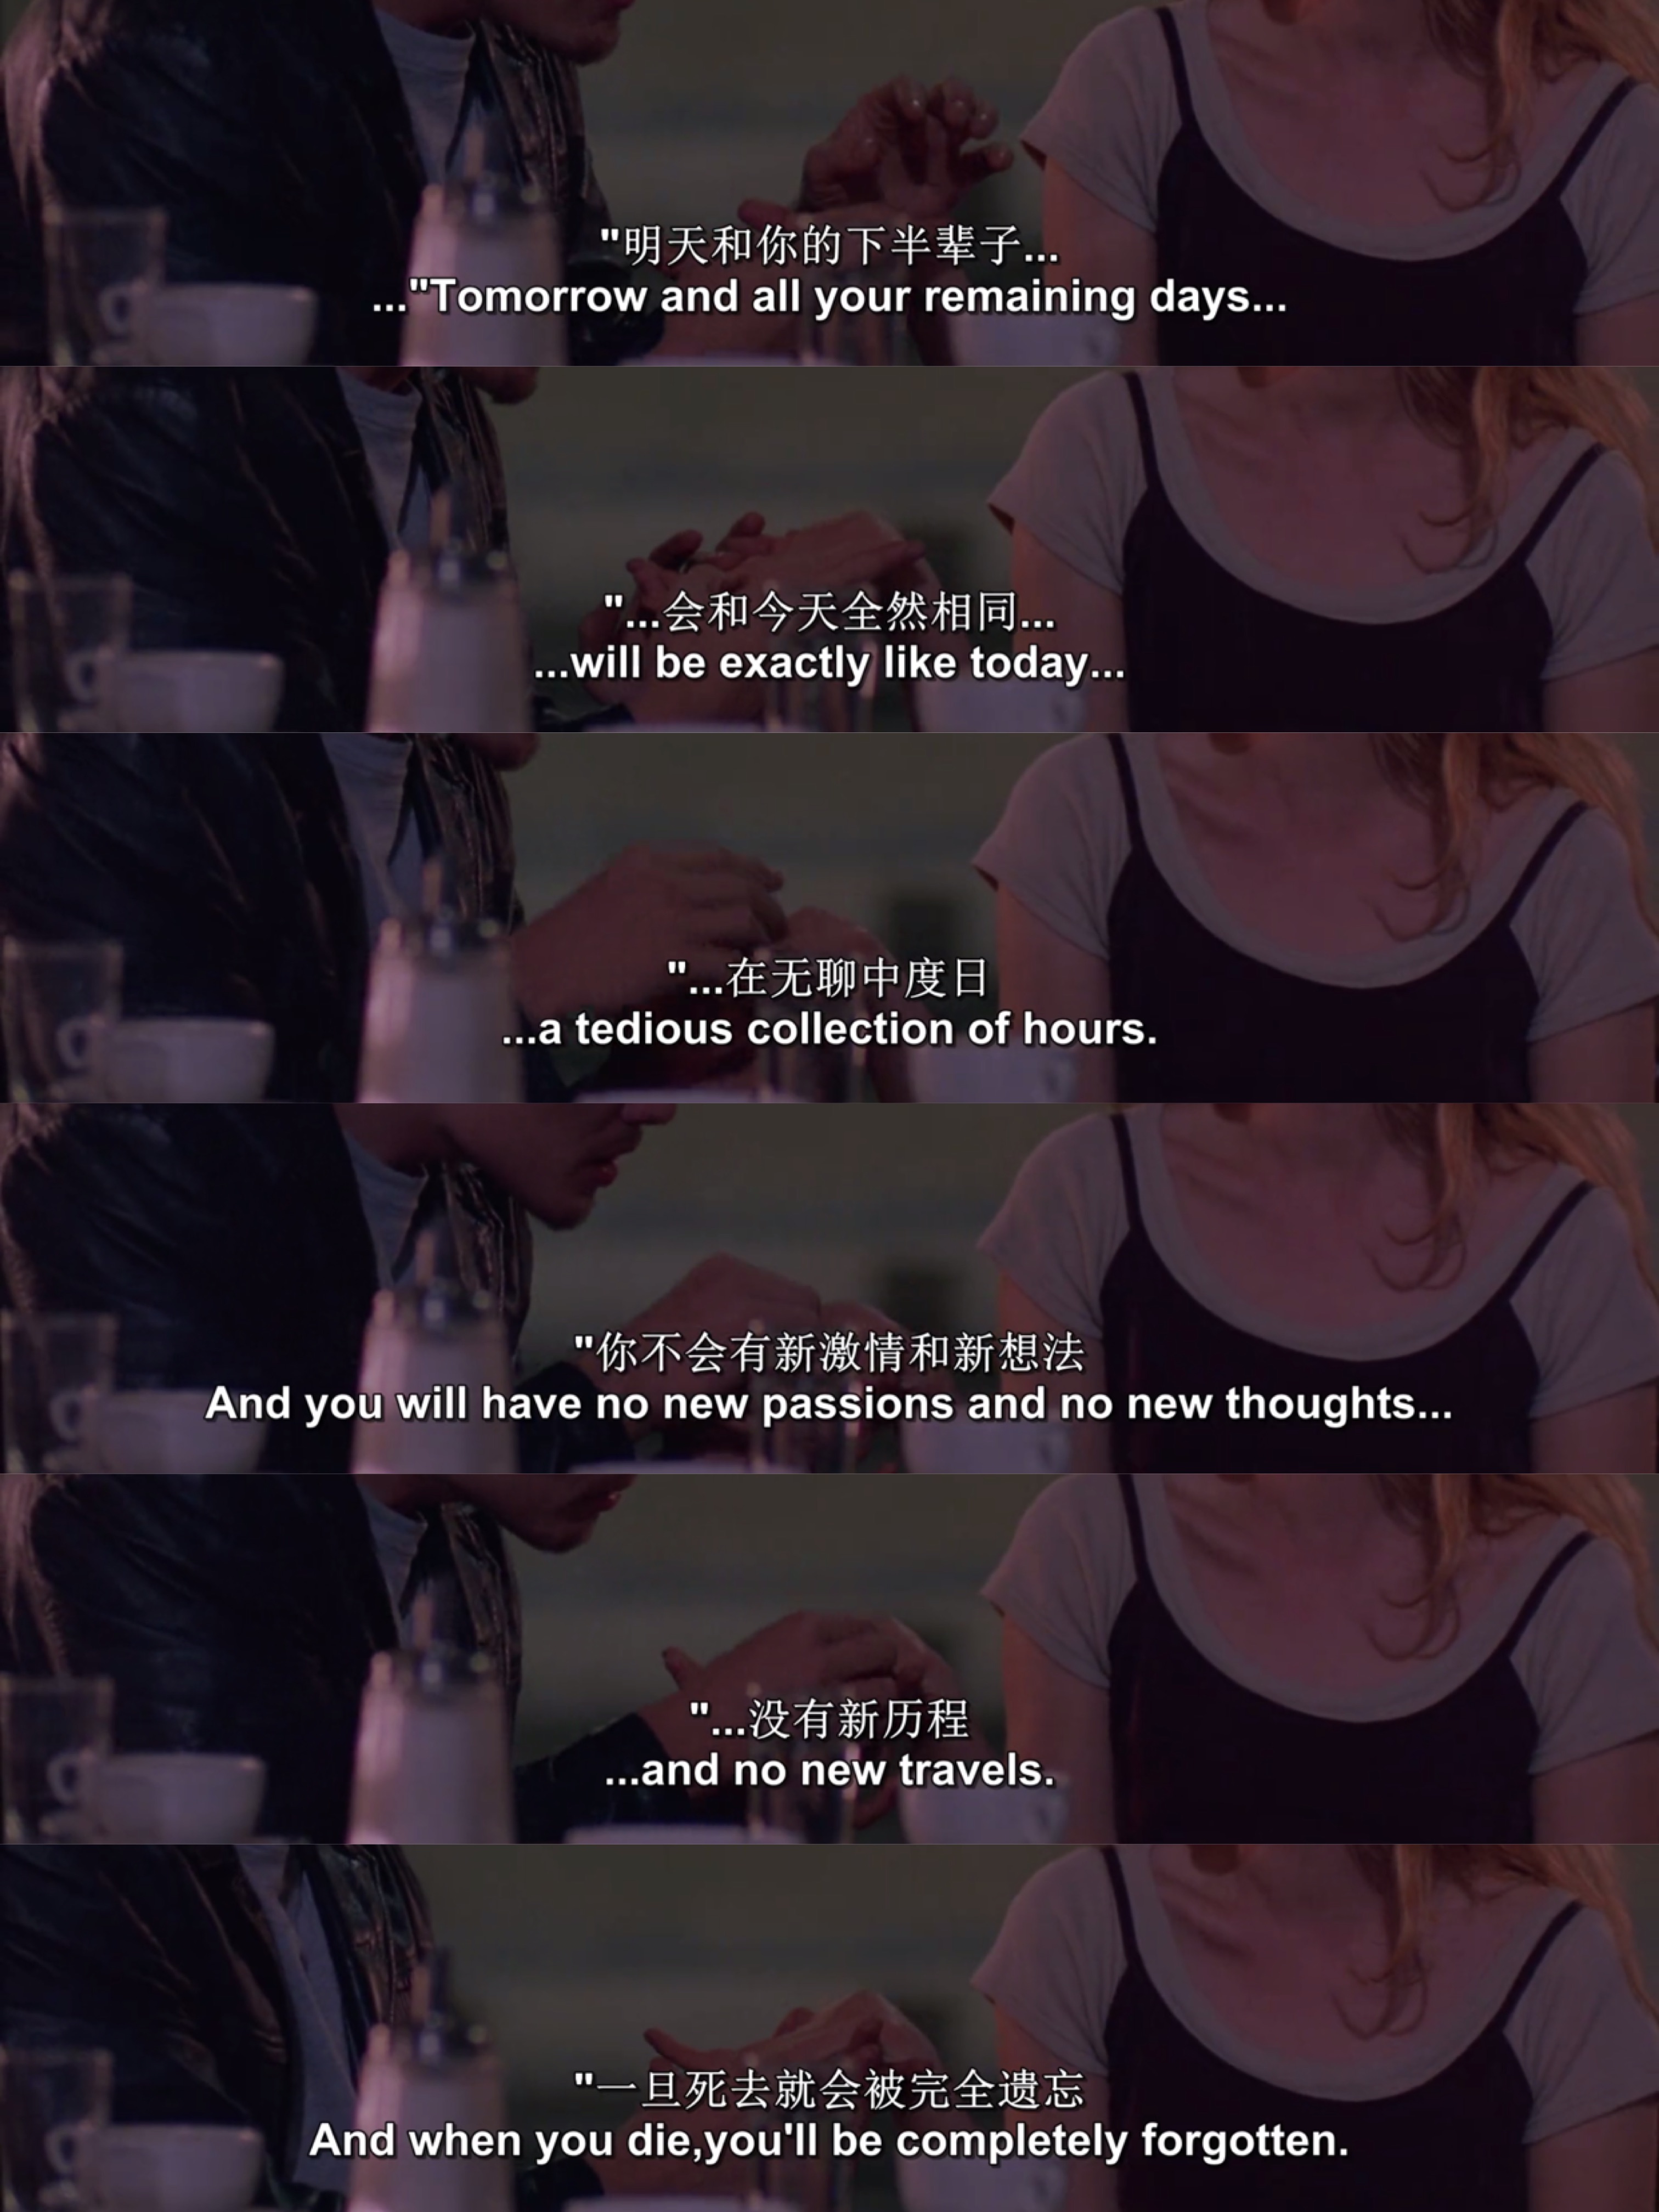 "明天和你的下半辈子...
..."Tomorrow and all your remaining days...
"...会和今天全然相同...
...will be exactly like today...
"...在无聊中度日
...a tedious collection of hours.
"你不会有新激情和新想法
And you will have no new passions and no new thoughts...
"...没有新历程
...and no new travels.
"一旦死去就会被完全遗忘
And when you die,you'll be completely forgotten.